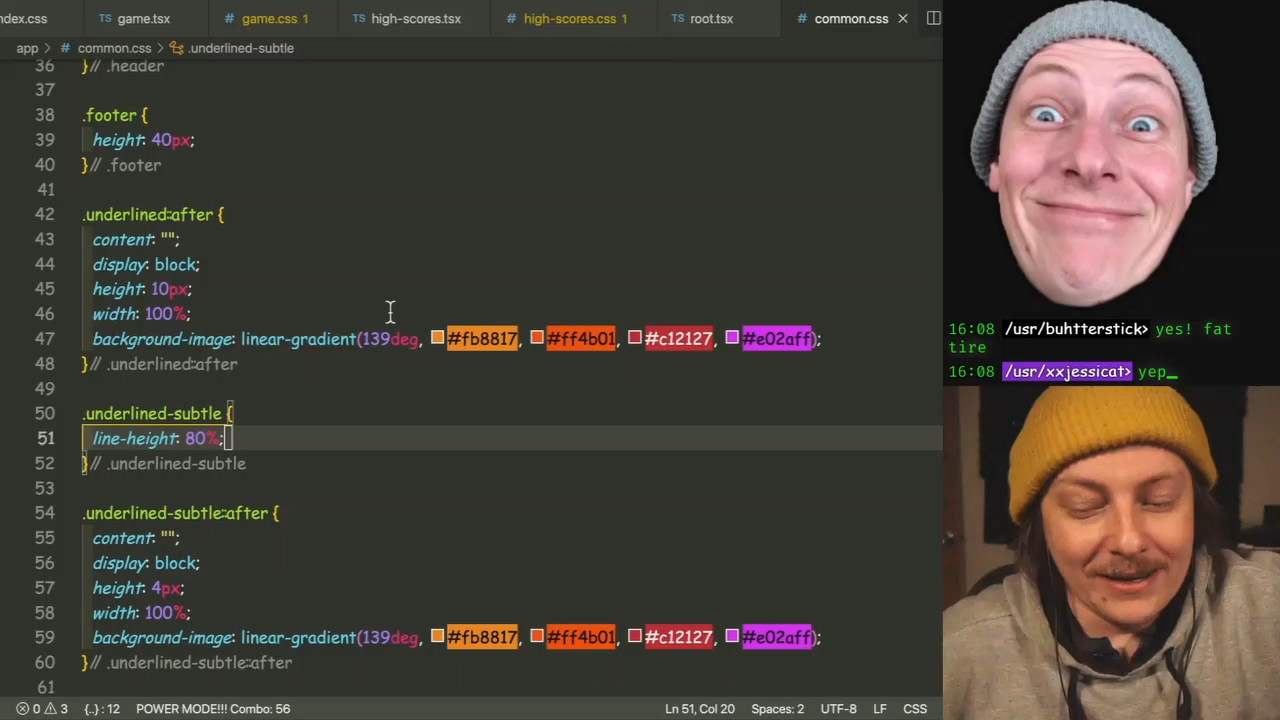 ndex.css
TS game.tsx
# game.css 1
TS high-scores.tsx
# high-scores.css 1
TS root.tsx
# common.css
app > # common.css > .underlined-subtle
36 }// .header
37
38 .footer {
39 height: 40px;
40 }// .footer
41
42 .underlined::after {
43 content: "";
44 display: block;
45 height: 10px;
46 width: 100%;
47 background-image: linear-gradient(139deg, #fb8817, #ff4b01, #c12127, #e02aff);
48 }// .underlined::after
49
50 .underlined-subtle {
51 line-height: 80%;
52 }// .underlined-subtle
53
54 .underlined-subtle::after {
55 content: "";
56 display: block;
57 height: 4px;
58 width: 100%;
59 background-image: linear-gradient(139deg, #fb8817, #ff4b01, #c12127, #e02aff);
60 }// .underlined-subtle::after
61
0 3 {..} : 12 POWER MODE!!! Combo: 56 Ln 51, Col 20 Spaces: 2 UTF-8 LF CSS
16:08 /usr/buhtterstick> yes! fat
tire
16:08 /usr/xxjessicat> yep_